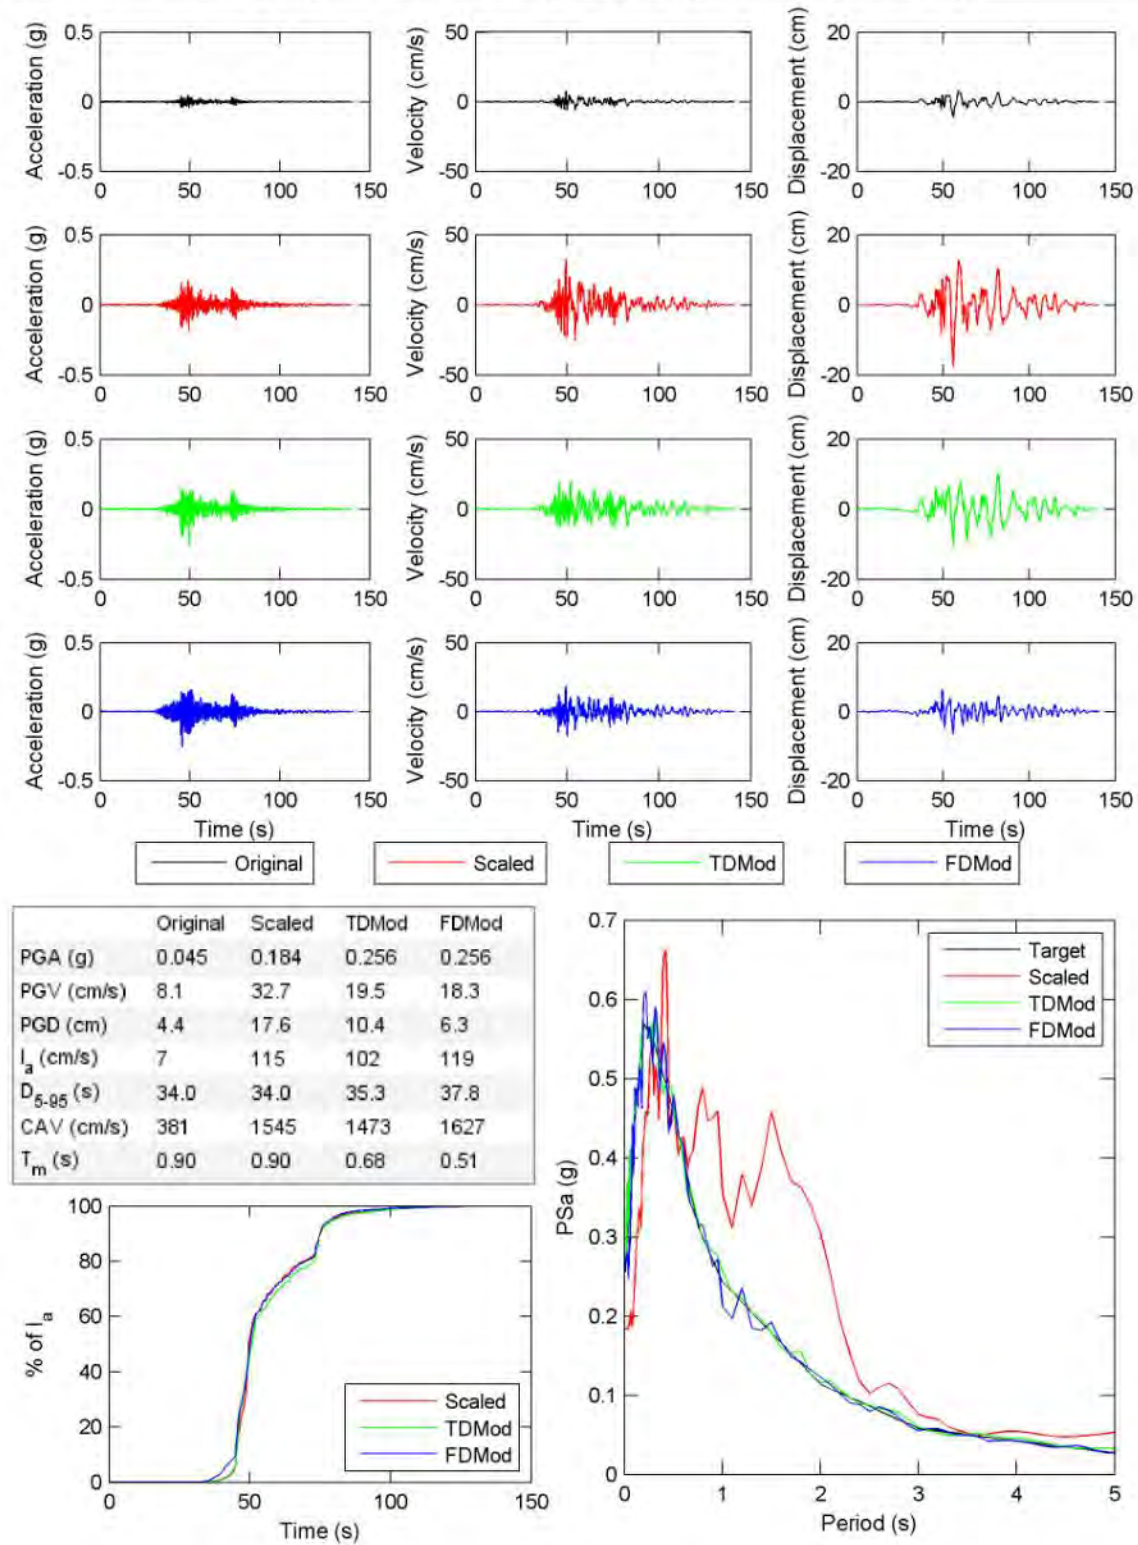 Acceleration (g)
0.5
0
-0.5
0 50 100 150
Velocity (cm/s)
50
0
-50
0 50 100 150
Displacement (cm)
20
0
-20
0 50 100 150
Acceleration (g)
0.5
0
-0.5
0 50 100 150
Velocity (cm/s)
50
0
-50
0 50 100 150
Displacement (cm)
20
0
-20
0 50 100 150
Acceleration (g)
0.5
0
-0.5
0 50 100 150
Velocity (cm/s)
50
0
-50
0 50 100 150
Displacement (cm)
20
0
-20
0 50 100 150
Acceleration (g)
0.5
0
-0.5
0 50 100 150
Time (s)
Velocity (cm/s)
50
0
-50
0 50 100 150
Time (s)
Displacement (cm)
20
0
-20
0 50 100 150
Time (s)
Original Scaled TDMod FDMod
Original Scaled TDMod FDMod
PGA (g) 0.045 0.184 0.256 0.256
PGV (cm/s) 8.1 32.7 19.5 18.3
PGD (cm) 4.4 17.6 10.4 6.3
Ia (cm/s) 7 115 102 119
D5-95 (s) 34.0 34.0 35.3 37.8
CAV (cm/s) 381 1545 1473 1627
Tm (s) 0.90 0.90 0.68 0.51
% of Ia
100
80
60
40
20
0
0 50 100 150
Time (s)
Scaled
TDMod
FDMod
PSa (g)
0.7
0.6
0.5
0.4
0.3
0.2
0.1
0
0 1 2 3 4 5
Period (s)
Target
Scaled
TDMod
FDMod